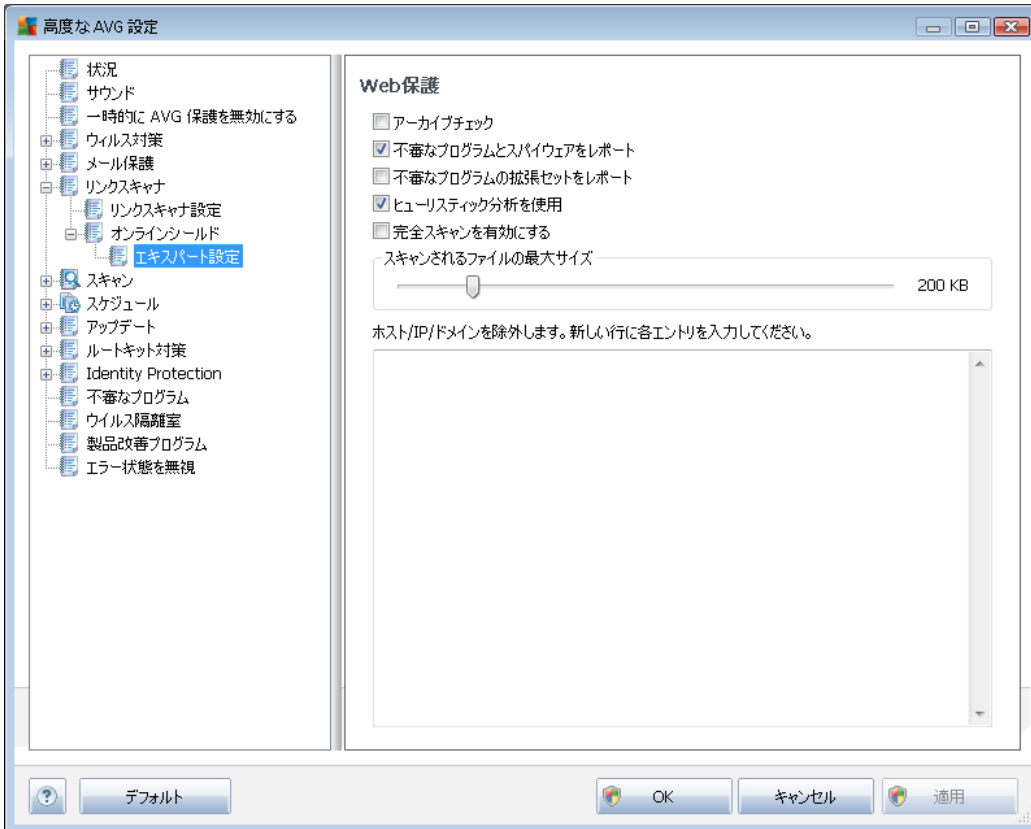 高度な AVG 設定
状況
サウンド
一時的に AVG 保護を無効にする
ウィルス対策
メール保護
リンクスキャナ
リンクスキャナ設定
オンラインシールド
エキスパート設定
スキャン
スケジュール
アップデート
ルートキット対策
Identity Protection
不審なプログラム
ウイルス隔離室
製品改善プログラム
エラー状態を無視
Web保護
アーカイブチェック
不審なプログラムとスパイウェアをレポート
不審なプログラムの拡張セットをレポート
ヒューリスティック分析を使用
完全スキャンを有効にする
スキャンされるファイルの最大サイズ
200 KB
ホスト/IP/ドメインを除外します。新しい行に各エントリを入力してください。
?
デフォルト
OK
キャンセル
適用